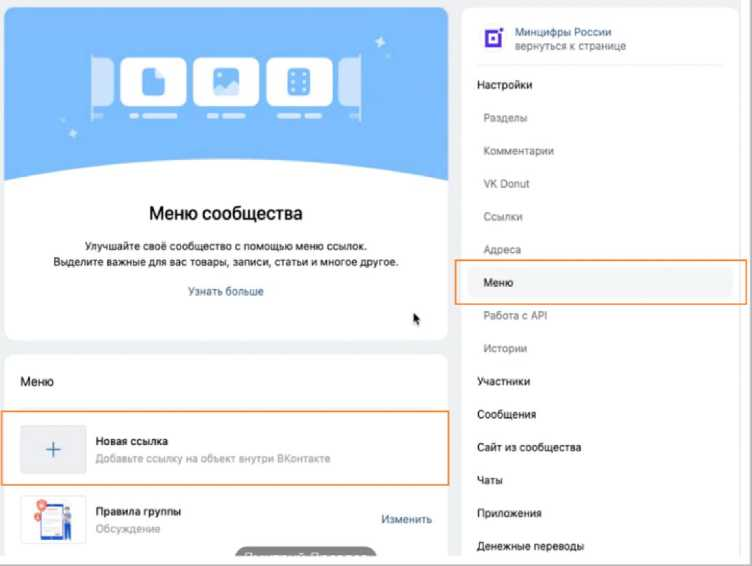 Меню сообщества
Улучшайте своё сообщество с помощью меню ссылок.
Выделите важные для вас товары, записи, статьи и многое другое.
Узнать больше
Меню
Новая ссылка
Добавьте ссылку на объект внутри ВКонтакте
Правила группы
Обсуждение
Изменить
Минцифры России
вернуться к странице
Настройки
Разделы
Комментарии
VK Donut
Ссылки
Адреса
Меню
Работа с API
Истории
Участники
Сообщения
Сайт из сообщества
Чаты
Приложения
Денежные переводы